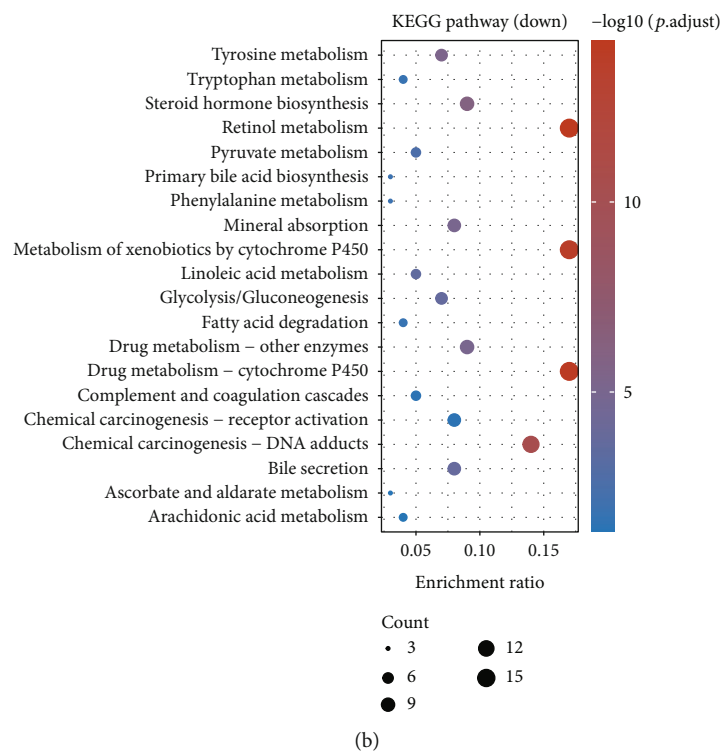 KEGG pathway (down)
−log10 (p.adjust)
Tyrosine metabolism
Tryptophan metabolism
Steroid hormone biosynthesis
Retinol metabolism
Pyruvate metabolism
Primary bile acid biosynthesis
Phenylalanine metabolism
Mineral absorption
Metabolism of xenobiotics by cytochrome P450
Linoleic acid metabolism
Glycolysis/Gluconeogenesis
Fatty acid degradation
Drug metabolism − other enzymes
Drug metabolism − cytochrome P450
Complement and coagulation cascades
Chemical carcinogenesis − receptor activation
Chemical carcinogenesis − DNA adducts
Bile secretion
Ascorbate and aldarate metabolism
Arachidonic acid metabolism
10
5
0.05 0.10 0.15
Enrichment ratio
Count
3 12
6 15
9
(b)